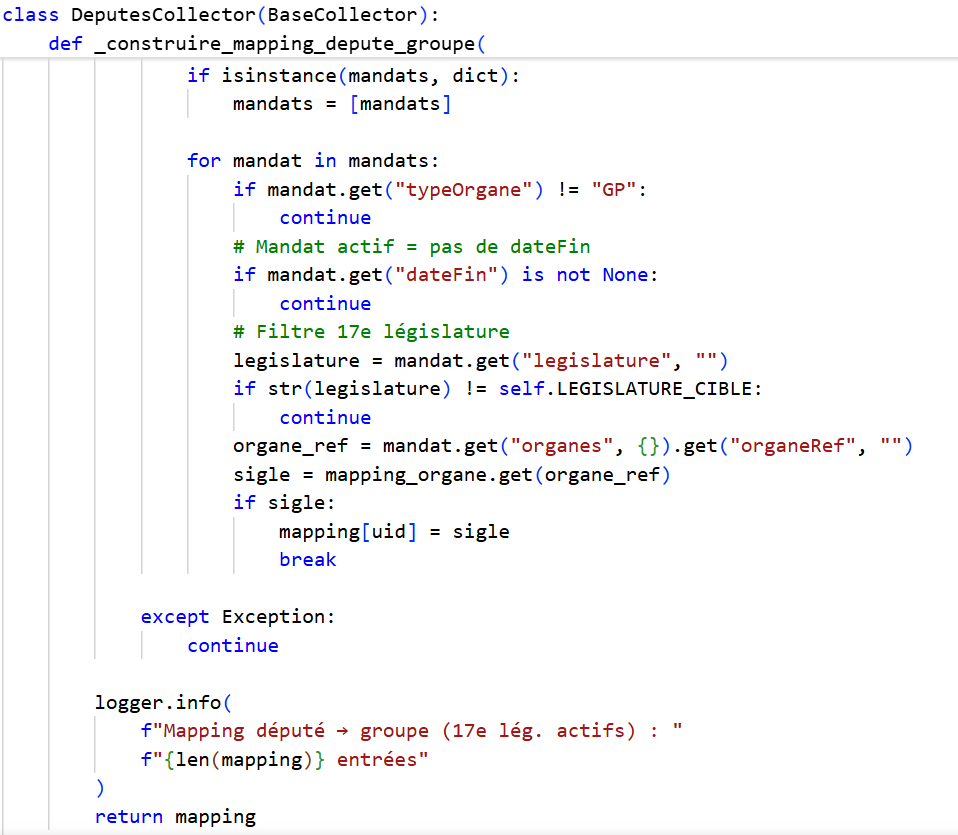 class DeputesCollector(BaseCollector):
def _construire_mapping_depute_groupe(
if isinstance(mandats, dict):
mandats = [mandats]
for mandat in mandats:
if mandat.get("typeOrgane") != "GP":
continue
# Mandat actif = pas de dateFin
if mandat.get("dateFin") is not None:
continue
# Filtre 17e législature
legislature = mandat.get("legislature", "")
if str(legislature) != self.LEGISLATURE_CIBLE:
continue
organe_ref = mandat.get("organes", {}).get("organeRef", "")
sigle = mapping_organe.get(organe_ref)
if sigle:
mapping[uid] = sigle
break
except Exception:
continue
logger.info(
f"Mapping député → groupe (17e lég. actifs) : "
f"{len(mapping)} entrées"
)
return mapping